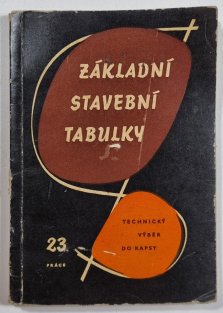 ZÁKLADNÍ
STAVEBNÍ
TABULKY
TECHNICKÝ
VÝBĚR
DO KAPSY
23.
PRÁCE